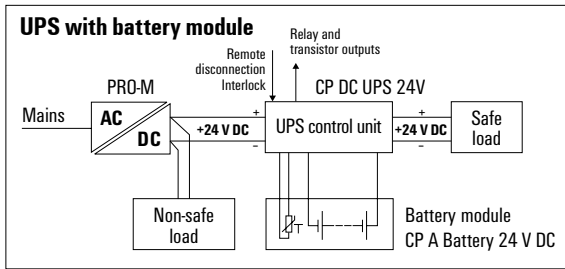 UPS with battery module
Remote
disconnection
Interlock
Relay and
transistor outputs
PRO-M
CP DC UPS 24V
Mains
AC
DC
+
+24 V DC
–
UPS control unit
+
+24 V DC
–
Safe
load
Non-safe
load
T
Battery module
CP A Battery 24 V DC